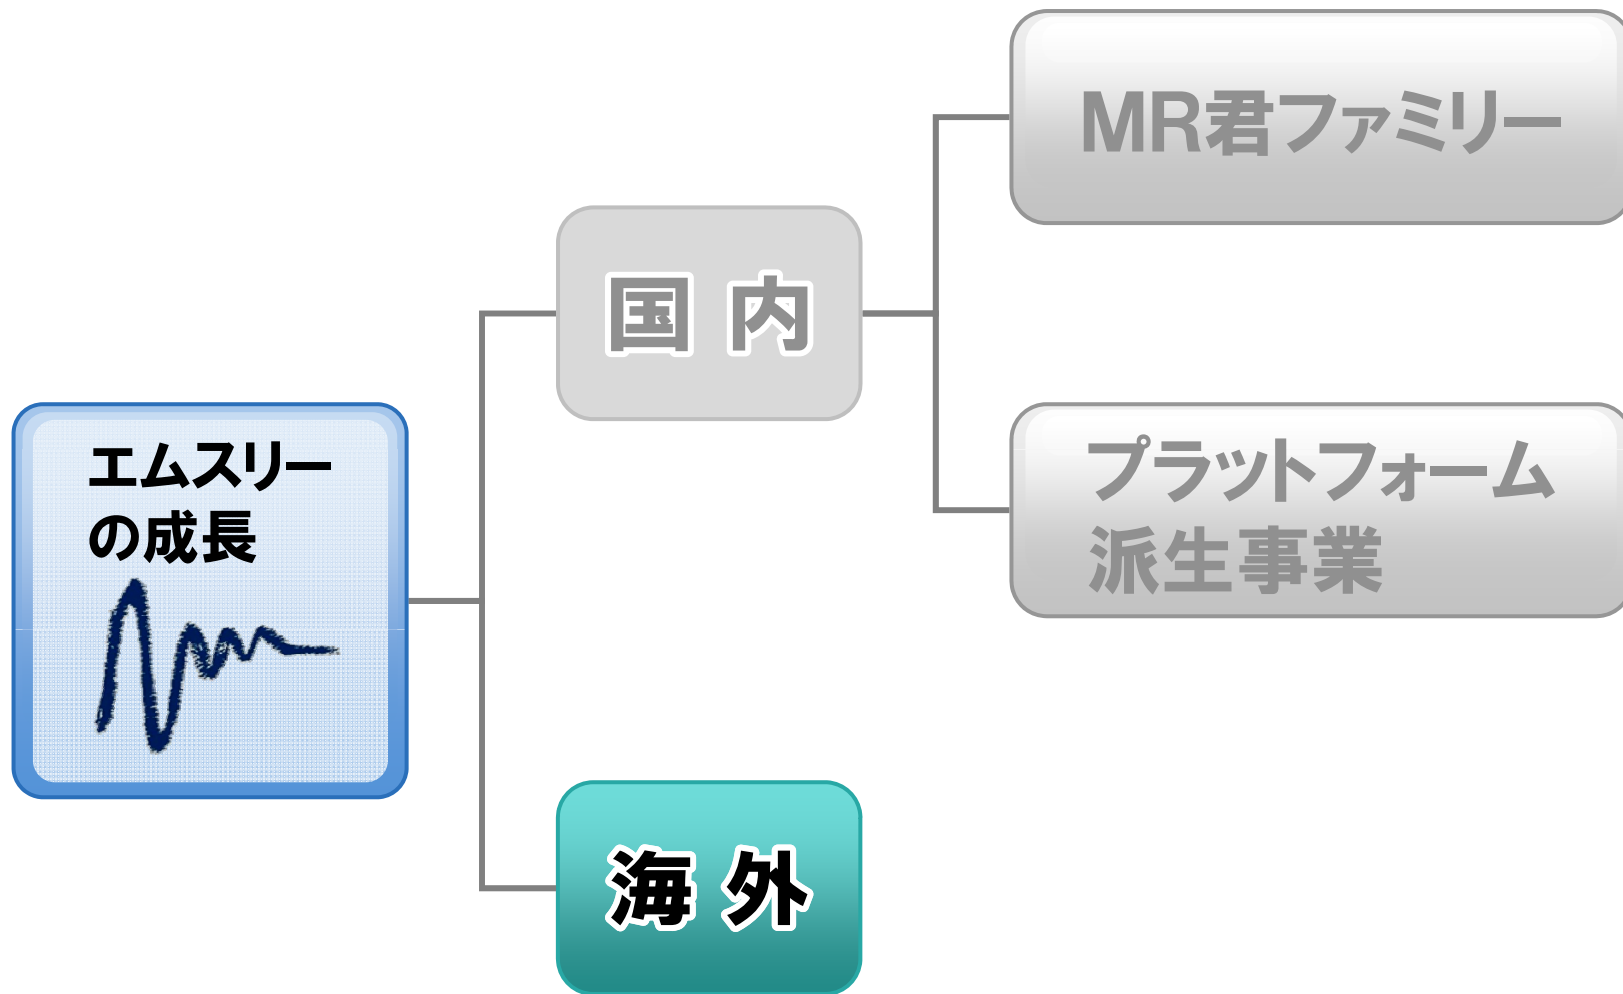 MR君ファミリー
国内
エムスリー
の成長
プラットフォーム
派生事業
海外